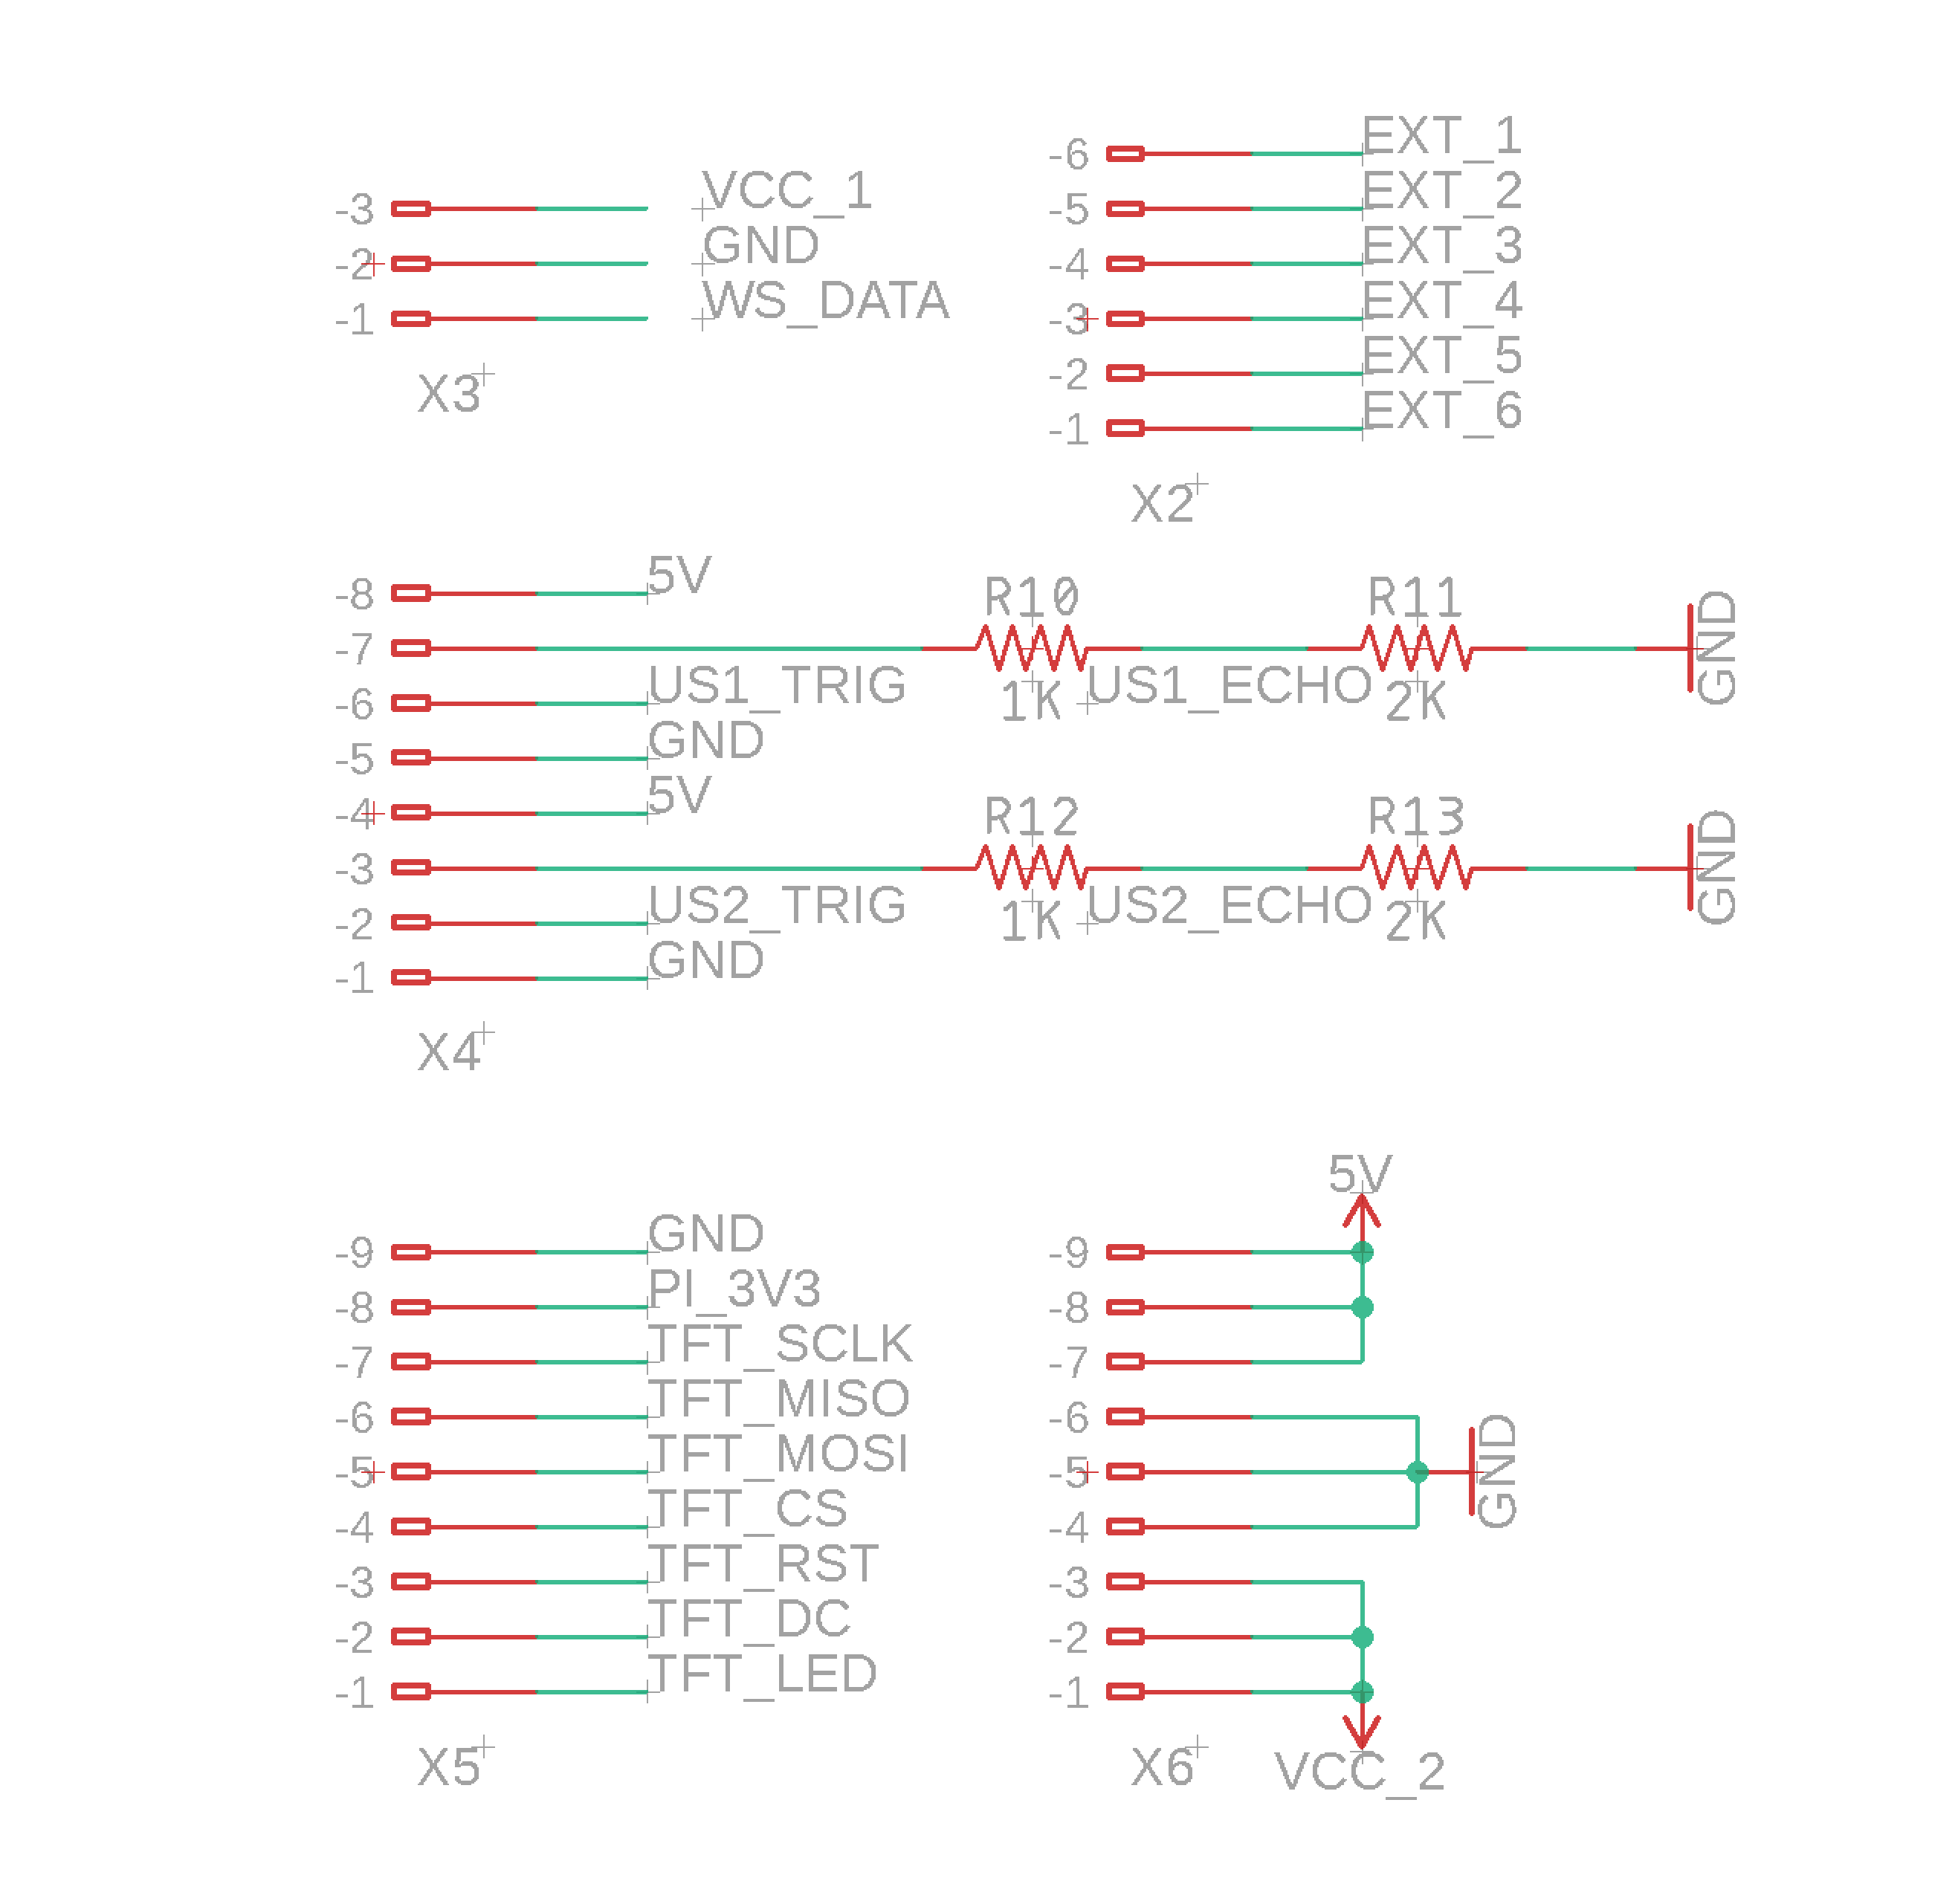 -3 VCC_1
-2 GND
-1 WS_DATA
X3
-6 EXT_1
-5 EXT_2
-4 EXT_3
-3 EXT_4
-2 EXT_5
-1 EXT_6
X2
-8 5V
-7 R10 R11 GND
1K US1_ECHO 2K
-6 US1_TRIG
-5 GND
-4 5V
-3 R12 R13 GND
1K US2_ECHO 2K
-2 US2_TRIG
-1 GND
X4
-9 GND
-8 PI_3V3
-7 TFT_SCLK
-6 TFT_MISO
-5 TFT_MOSI
-4 TFT_CS
-3 TFT_RST
-2 TFT_DC
-1 TFT_LED
X5
5V
-9
-8
-7
-6
-5 GND
-4
-3
-2
-1
X6 VCC_2